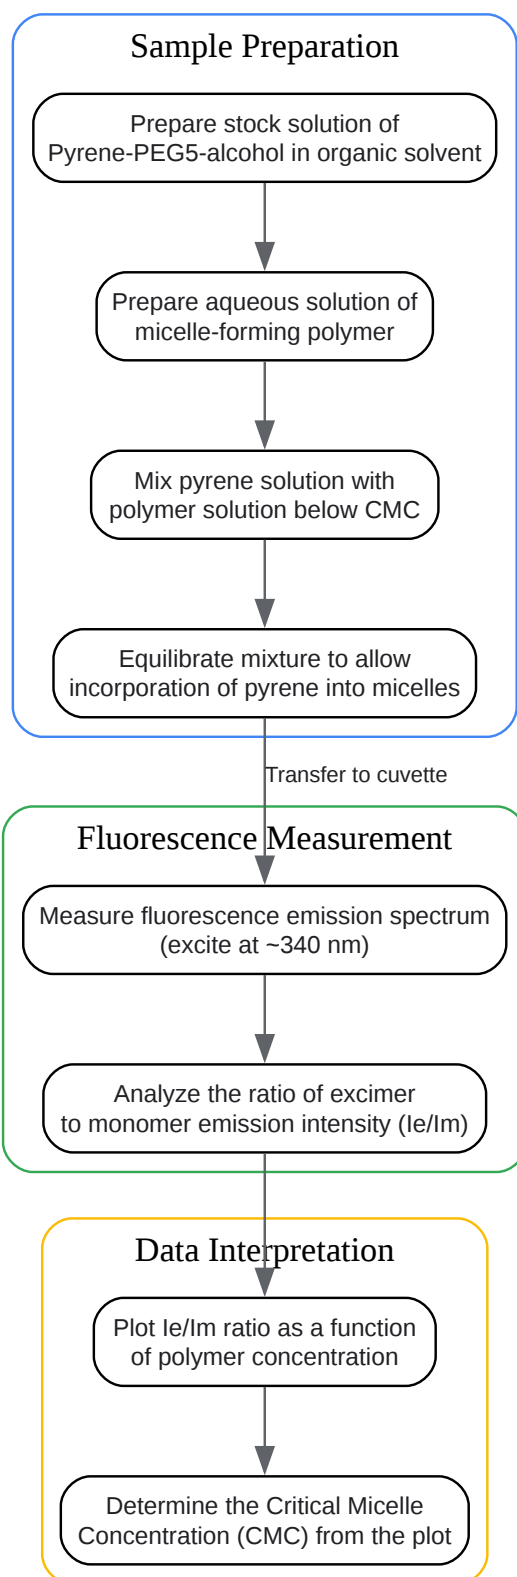 Sample Preparation
Prepare stock solution of
Pyrene-PEG5-alcohol in organic solvent
Prepare aqueous solution of
micelle-forming polymer
Mix pyrene solution with
polymer solution below CMC
Equilibrate mixture to allow
incorporation of pyrene into micelles
Transfer to cuvette
Fluorescence Measurement
Measure fluorescence emission spectrum
(excite at ~340 nm)
Analyze the ratio of excimer
to monomer emission intensity (Ie/Im)
Data Interpretation
Plot Ie/Im ratio as a function
of polymer concentration
Determine the Critical Micelle
Concentration (CMC) from the plot